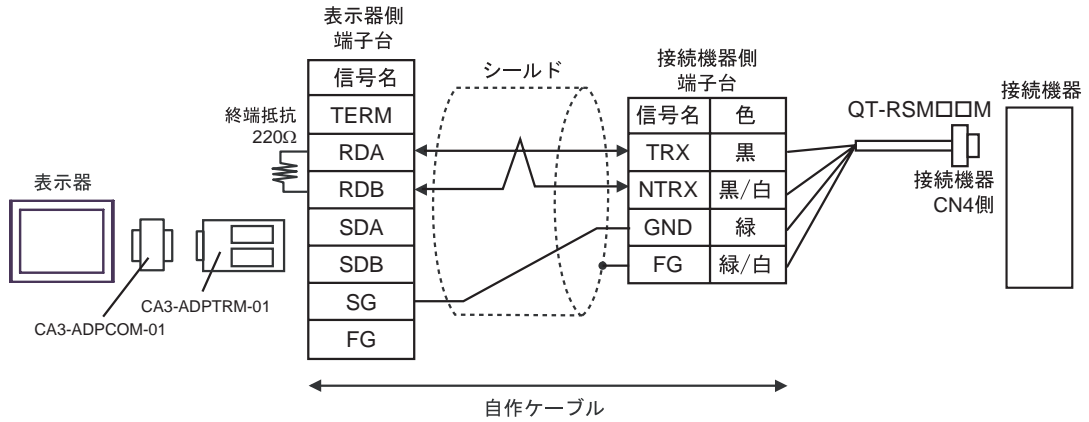 表示器側
端子台
信号名
TERM
RDA
RDB
SDA
SDB
SG
FG
終端抵抗
220Ω
表示器
CA3-ADPCOM-01
CA3-ADPTRM-01
シールド
接続機器側
端子台
信号名 色
TRX 黒
NTRX 黒/白
GND 緑
FG 緑/白
QT-RSM□□M
接続機器
CN4側
接続機器
自作ケーブル